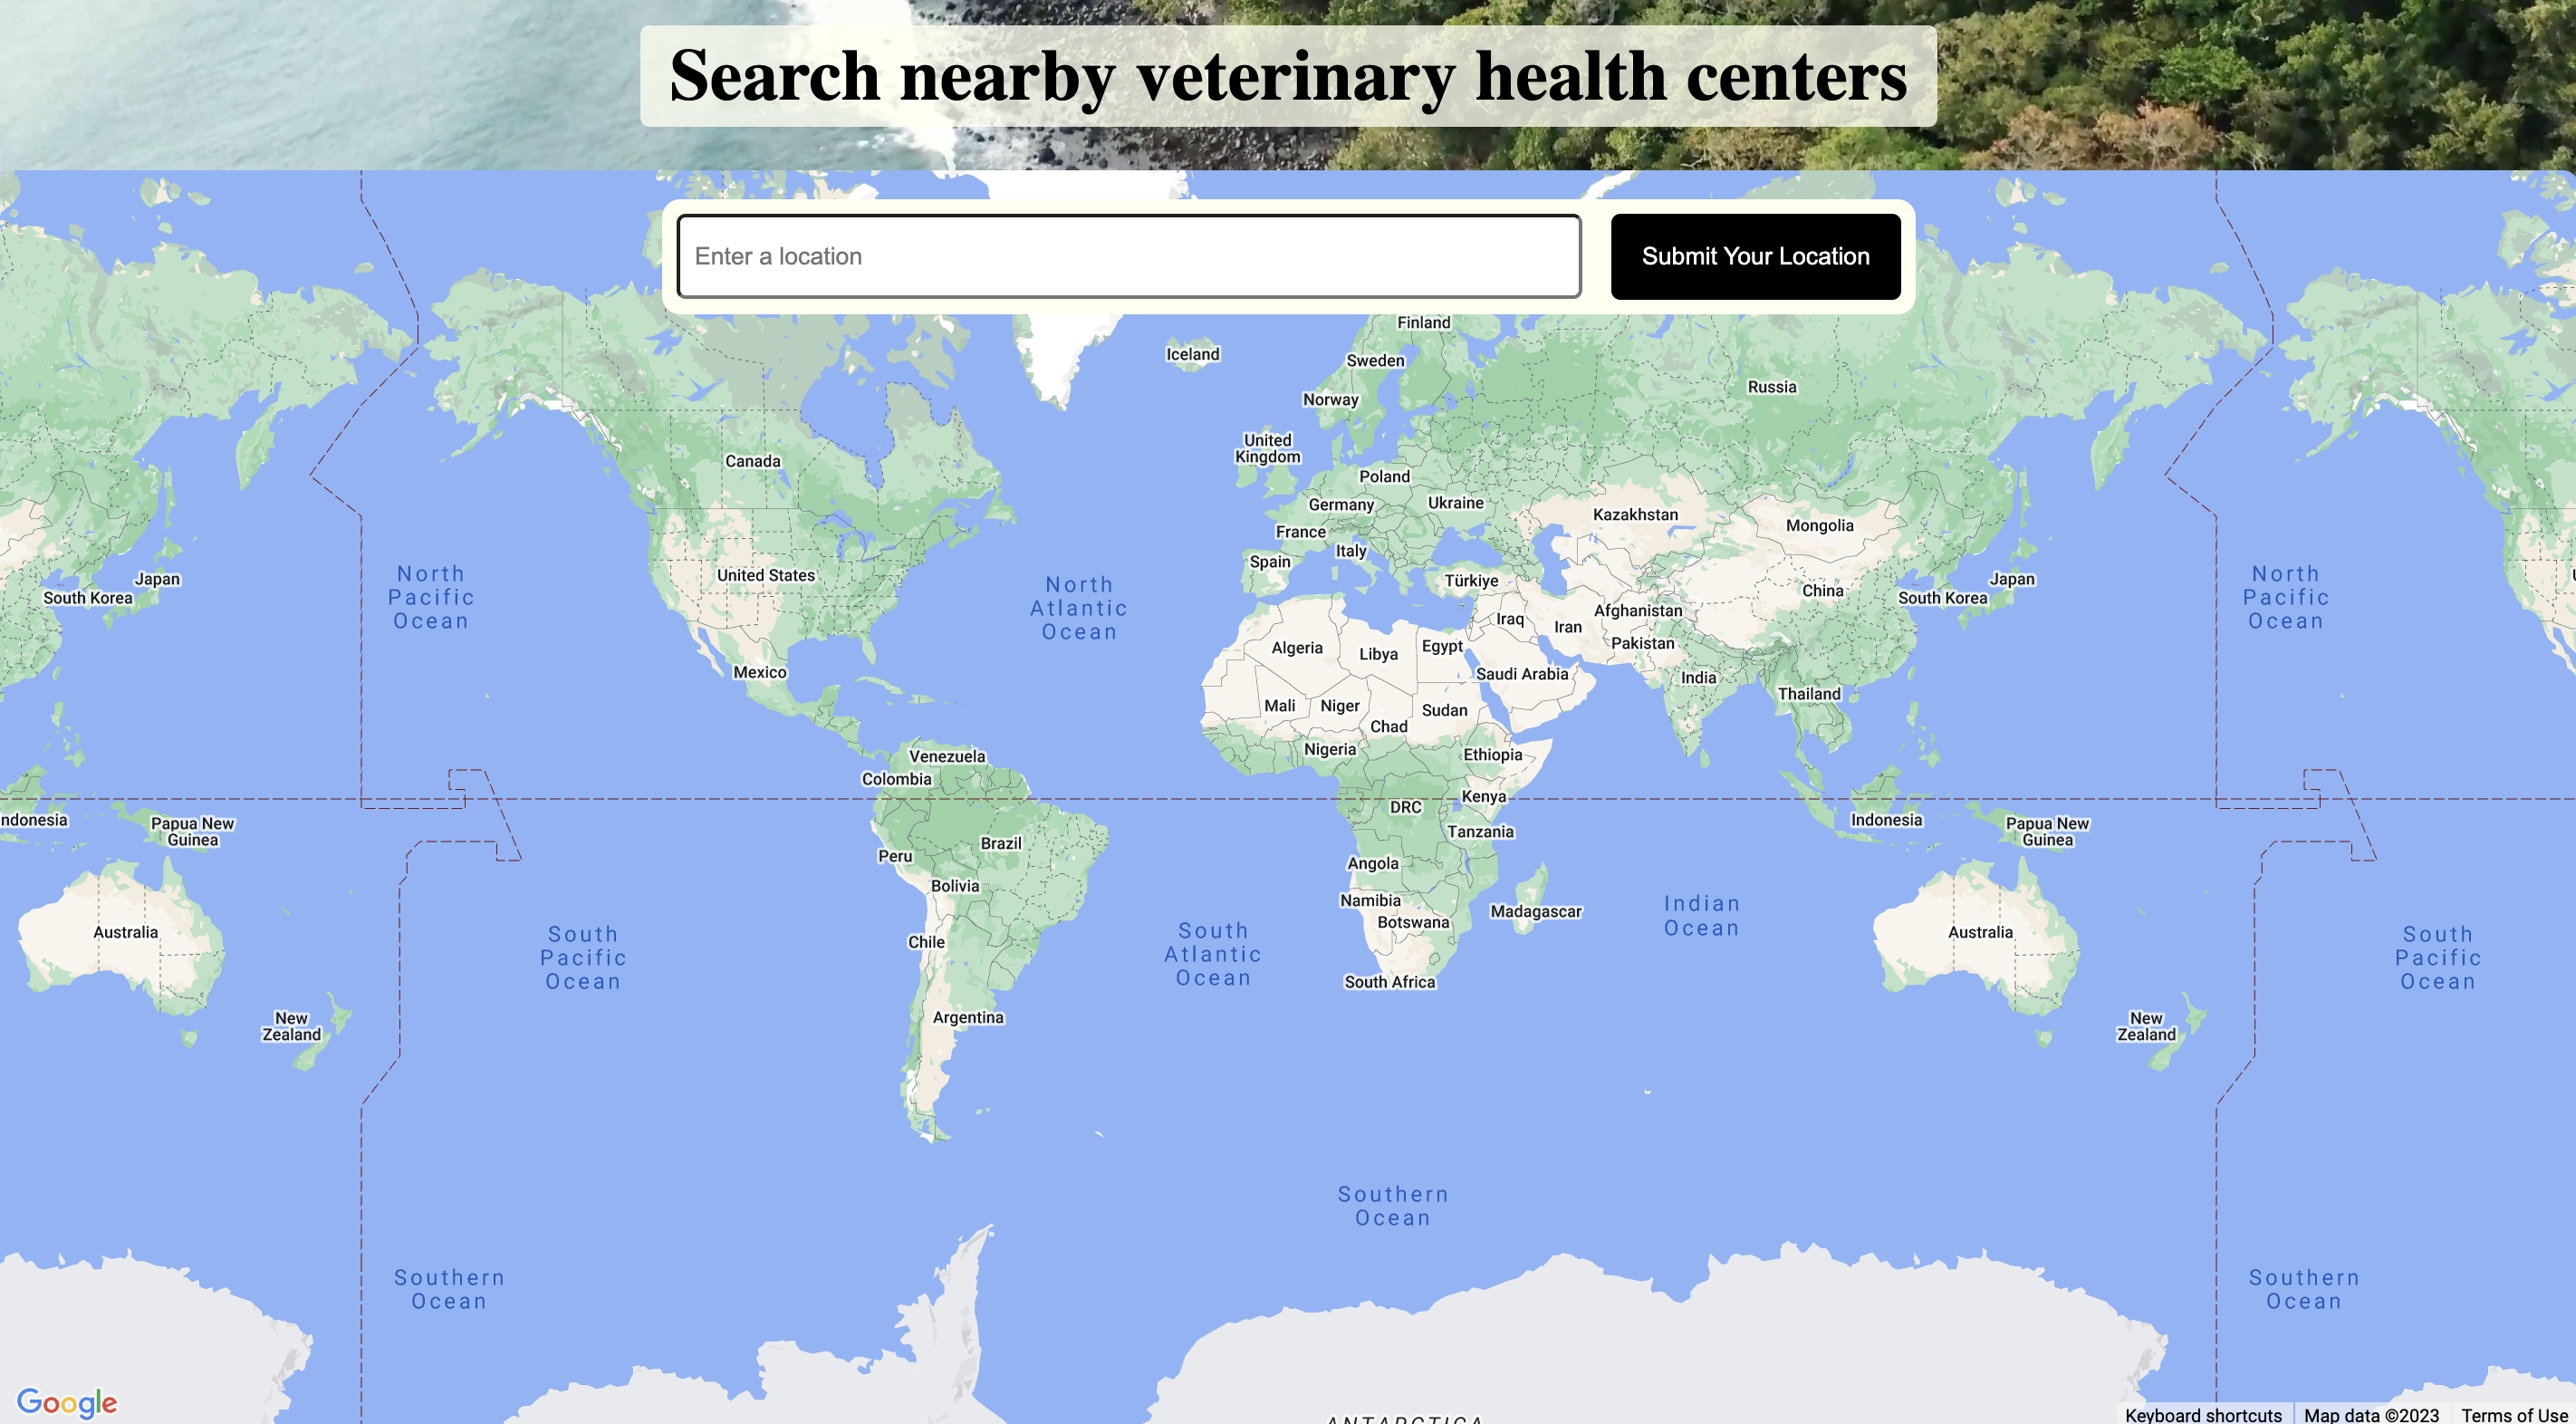 Search nearby veterinary health centers
Enter a location
Submit Your Location
Finland
Iceland
Sweden
Russia
Norway
United
Kingdom
Canada
Poland
Germany
Ukraine
Kazakhstan
Mongolia
France
Italy
Spain
United States
Türkiye
China
Japan
South Korea
Japan
South Korea
North
Pacific
Ocean
North
Atlantic
Ocean
North
Pacific
Ocean
Afghanistan
Iraq
Iran
Pakistan
Algeria
Libya
Egypt
Saudi Arabia
India
Mexico
Thailand
Mali
Niger
Chad
Sudan
Nigeria
Ethiopia
Venezuela
Colombia
Kenya
DRC
Tanzania
ndonesia
Papua New
Guinea
Indonesia
Papua New
Guinea
Brazil
Peru
Bolivia
Angola
Namibia
Botswana
Madagascar
Indian
Ocean
Australia
Australia
Chile
South
Pacific
Ocean
South
Atlantic
Ocean
South
Pacific
Ocean
South Africa
Argentina
New
Zealand
New
Zealand
Southern
Ocean
Southern
Ocean
Southern
Ocean
ANTARCTICA
Google
Keyboard shortcuts
Map data ©2023
Terms of Use